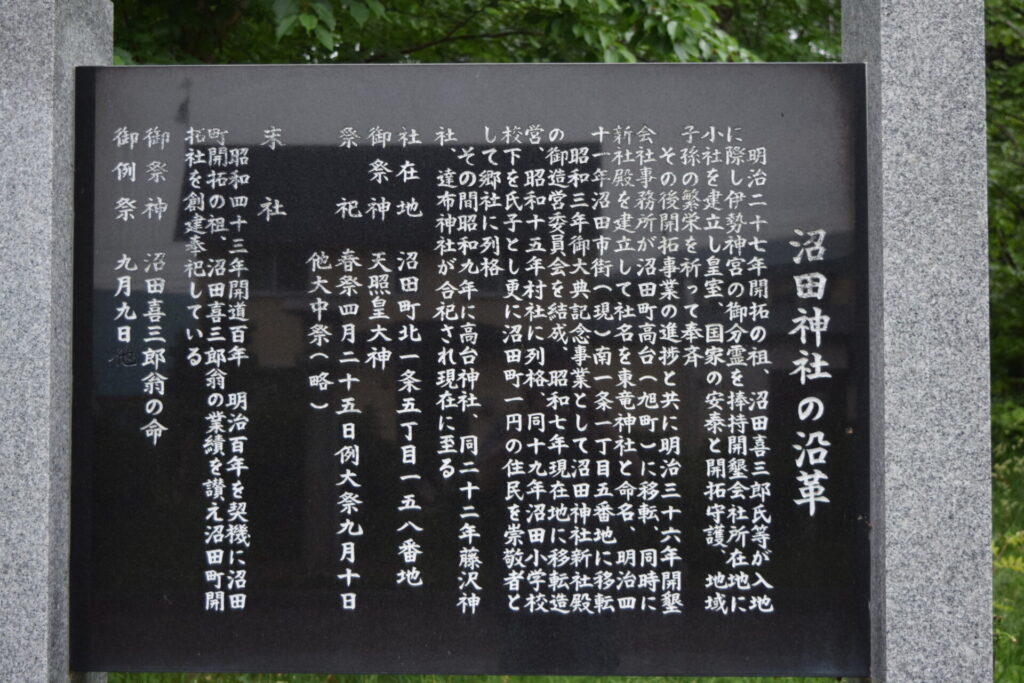 沼田神社の沿革
明治二十七年開拓の祖、沼田喜三郎氏等が入地
に際し伊勢神宮の御分霊を捧持開墾会社所在地に
小社を建立し皇室、国家の安泰と開拓守護、地域
子孫の繁栄を祈って奉斉
その後開拓事業の進捗と共に明治三十六年開墾
会社事務所が沼田町高台(旭町)に移転、同時に
新社殿を建立して社名を東竜神社と命名、明治四
十一年沼田市街(現)南一条一丁目五番地に移転
昭和三年御大典記念事業として沼田神社新社殿
の御造営委員会を結成、昭和七年現在地に移転造
営、昭和十五年村社に列格、同十九年沼田小学校
校下を氏子とし更に沼田町一円の住民を崇敬者と
して郷社に列格
その間昭和九年に高台神社、同二十二年藤沢神
社、達布神社が合祀され現在に至る
社在地 沼田町北一条五丁目一五八番地
御祭神 天照皇大神
祭祀 春祭四月二十五日例大祭九月十日
他大中祭(略)
末社
昭和四十三年開道百年 明治百年を契機に沼田
町開拓の祖、沼田喜三郎翁の業績を讃え沼田町開
拓社を創建奉祀している
御祭神 沼田喜三郎翁の命
御例祭 九月九日